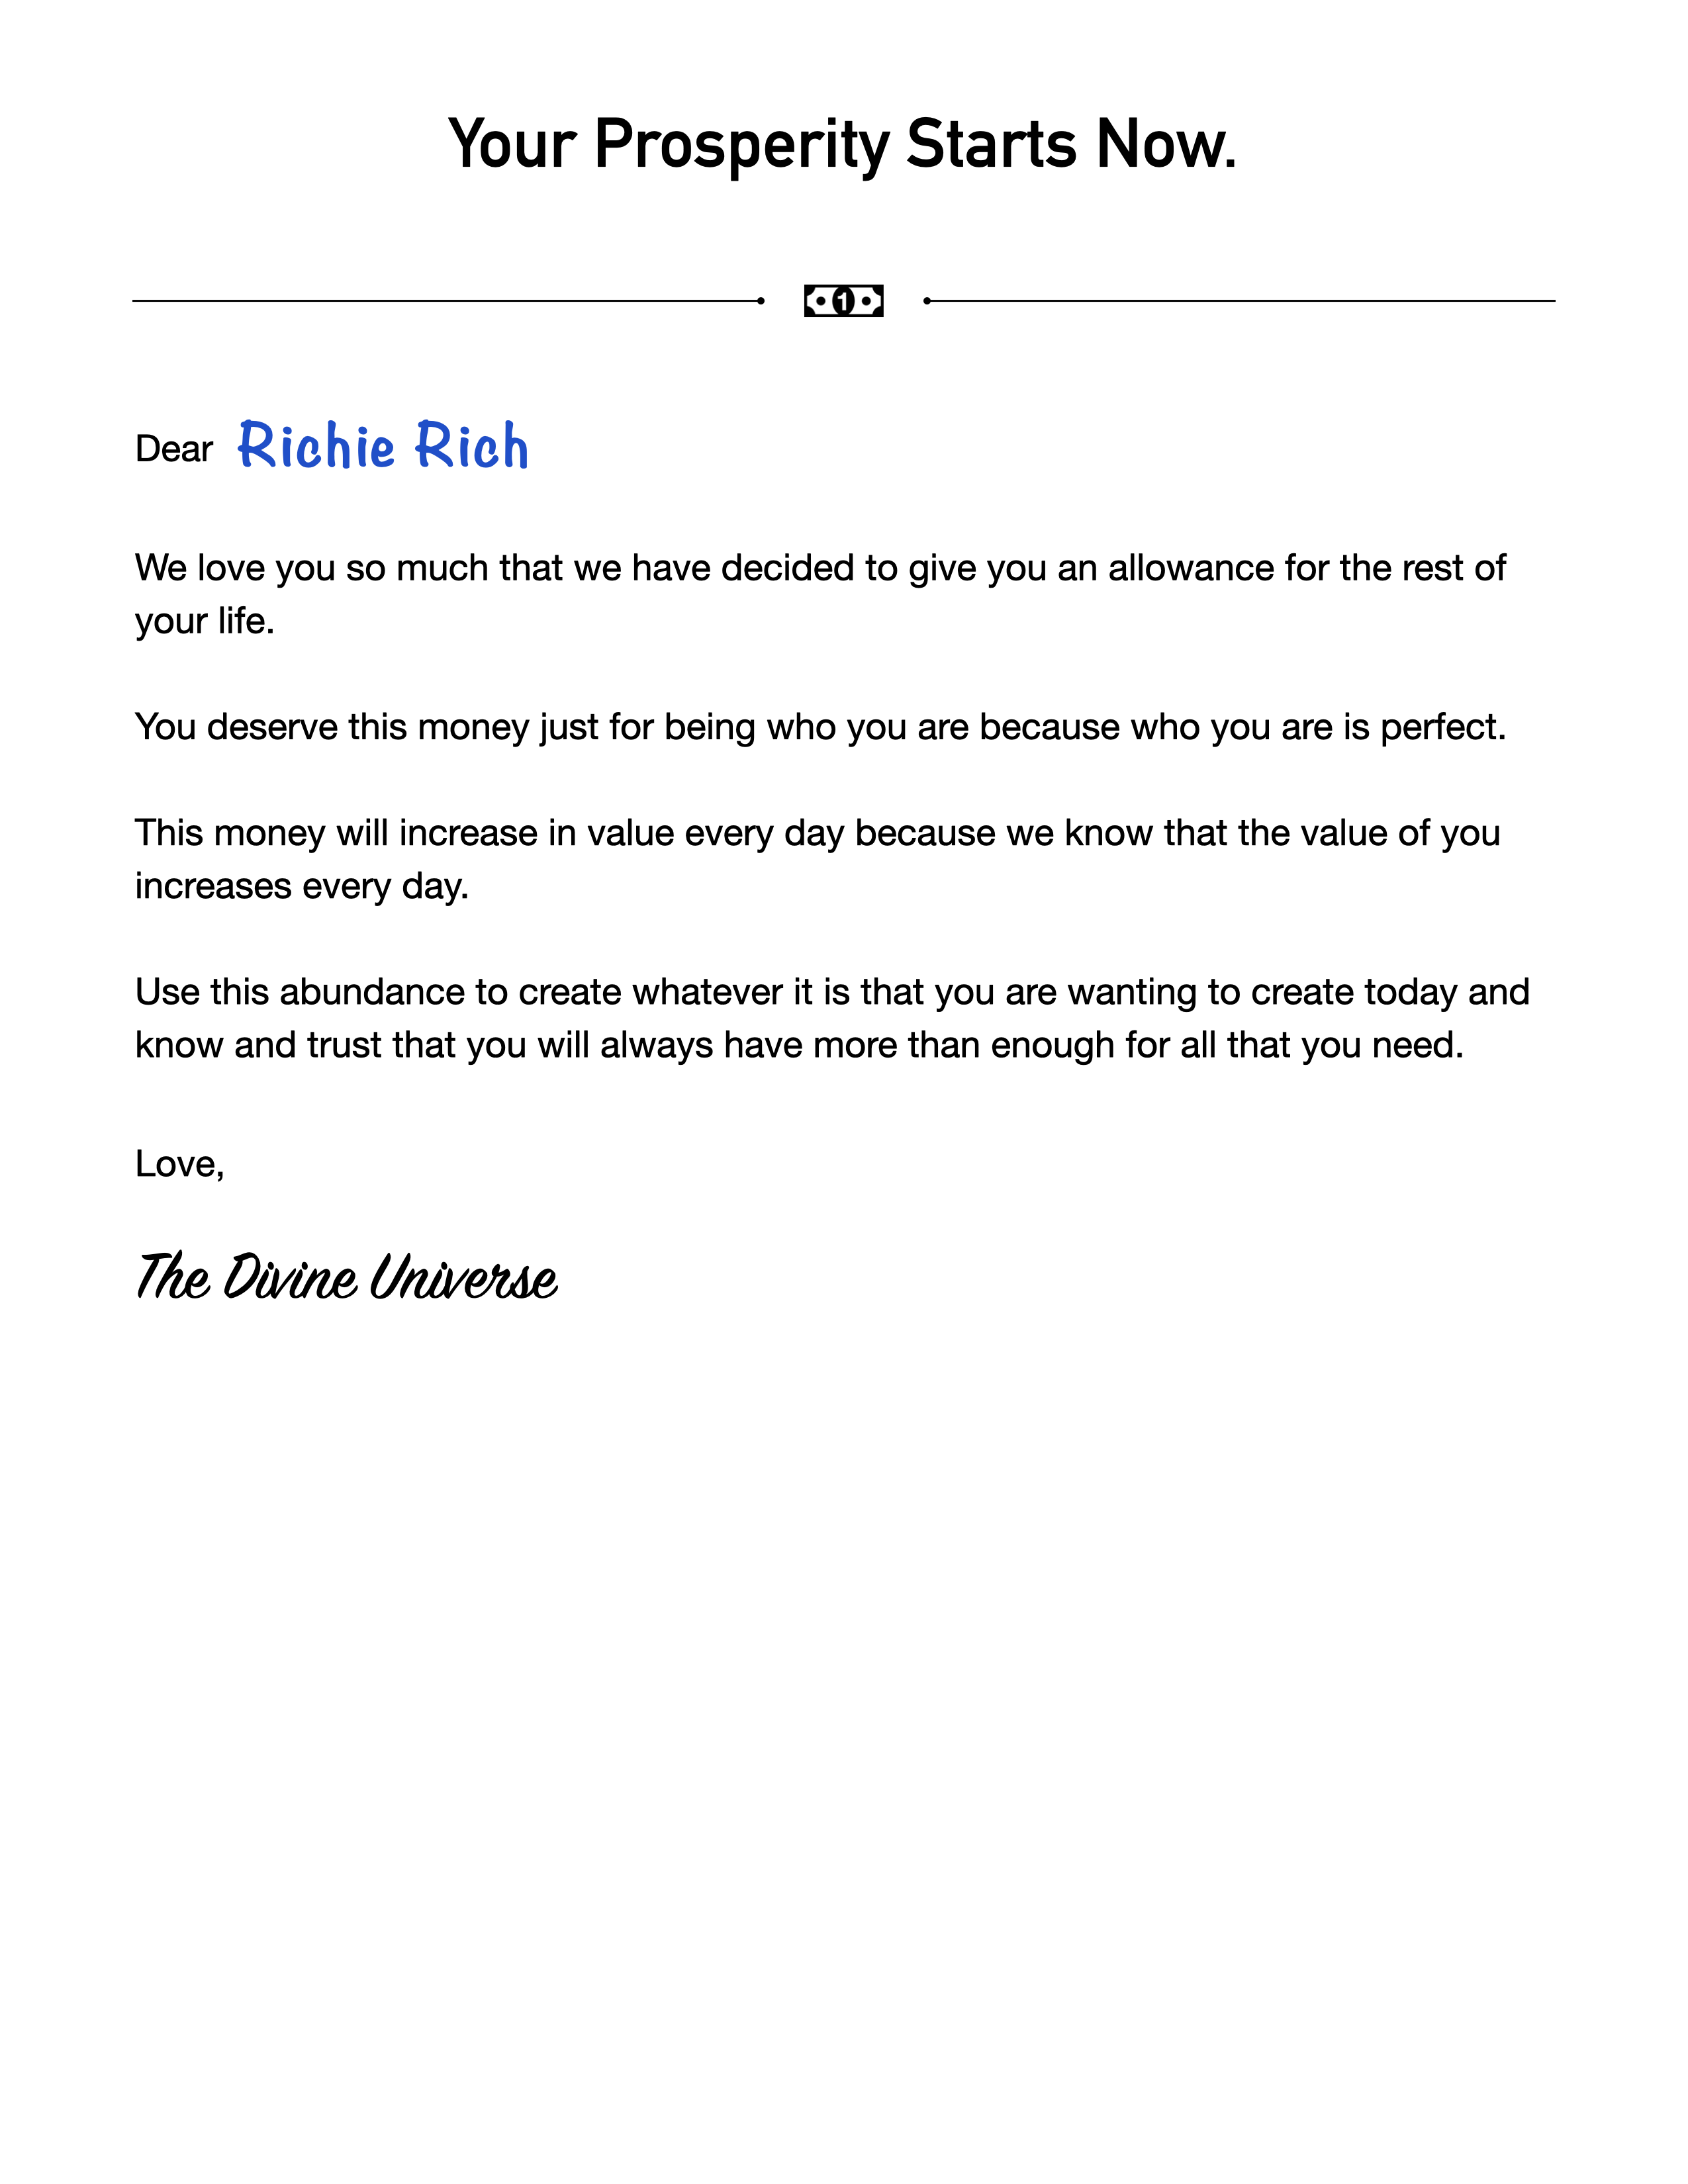 Your Prosperity Starts Now.
1
Dear Richie Rich
We love you so much that we have decided to give you an allowance for the rest of
your life.
You deserve this money just for being who you are because who you are is perfect.
This money will increase in value every day because we know that the value of you
increases every day.
Use this abundance to create whatever it is that you are wanting to create today and
know and trust that you will always have more than enough for all that you need.
Love,
The Divine Universe